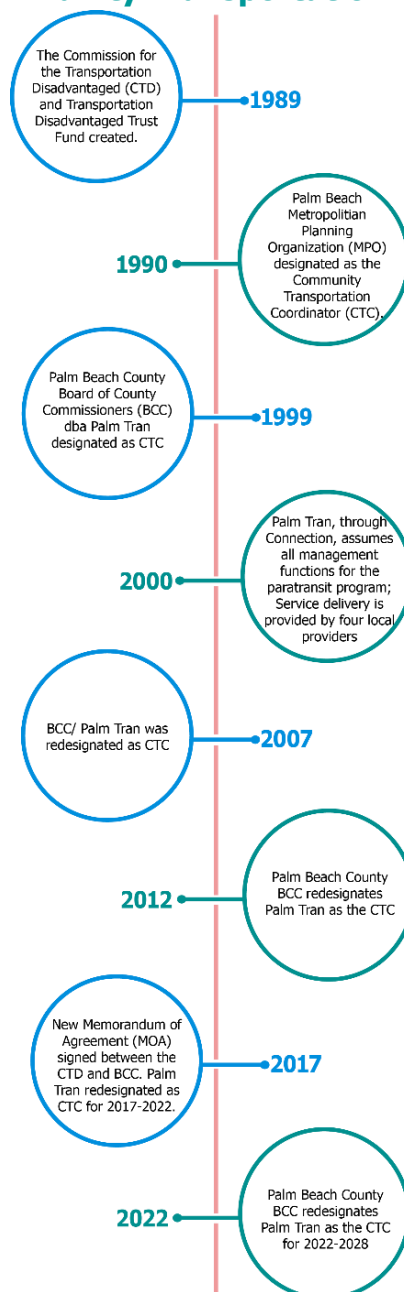 The Commission for
the Transportation
Disadvantaged (CTD)
and Transportation
Disadvantaged Trust
Fund created.
1989
Palm Beach
Metropolitian
Planning
Organization (MPO)
designated as the
Community
Transportation
Coordinator (CTC).
1990
Palm Beach County
Board of County
Commissioners (BCC)
dba Palm Tran
designated as CTC
1999
Palm Tran, through
Connection, assumes
all management
functions for the
paratransit program;
Service delivery is
provided by four local
providers
2000
BCC/ Palm Tran was
redesignated as CTC
2007
Palm Beach County
BCC redesignates
Palm Tran as the CTC
2012
New Memorandum of
Agreement (MOA)
signed between the
CTD and BCC. Palm
Tran redesignated as
CTC for 2017-2022.
2017
Palm Beach County
BCC redesignates
Palm Tran as the CTC
for 2022-2028
2022